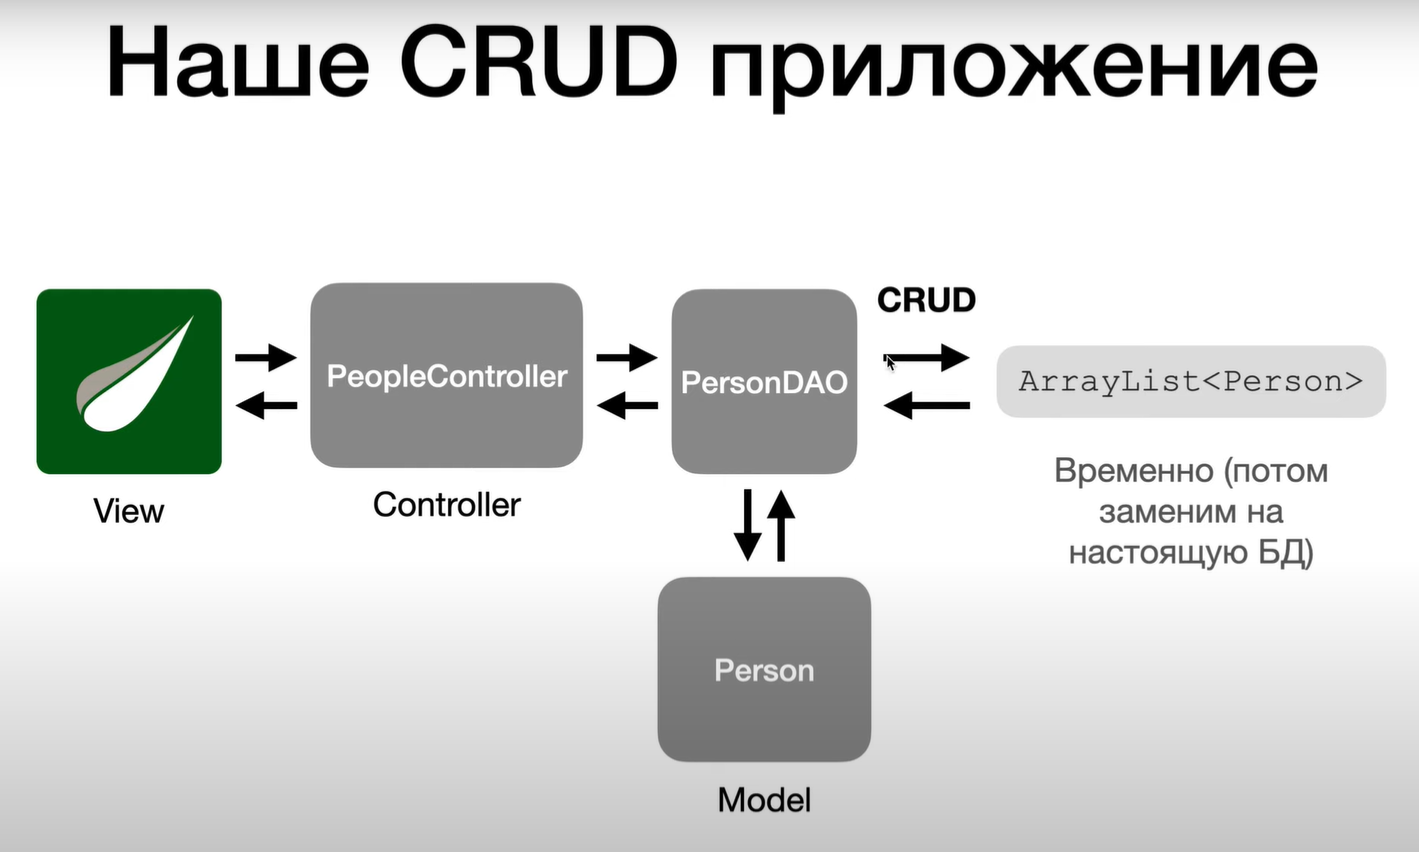 Наше CRUD приложение
CRUD
PeopleController
PersonDAO
ArrayList<Person>
View
Controller
Временно (потом
заменим на
настоящую БД)
Person
Model